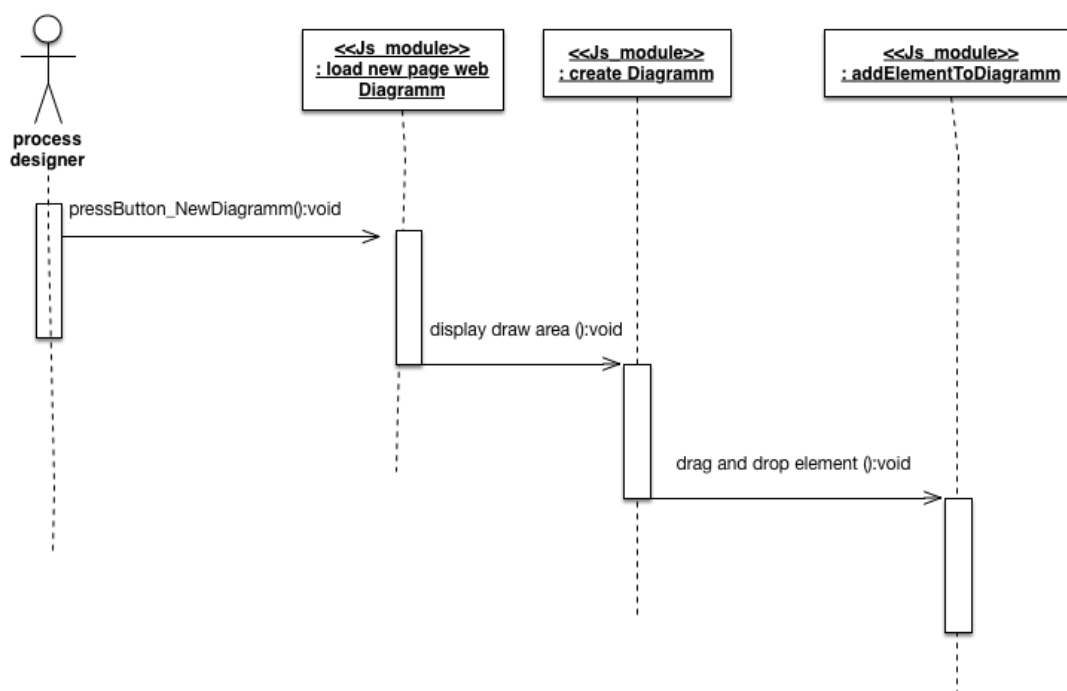 <<Js_module>>
: load new page web
Diagramm
<<Js_module>>
: create Diagramm
<<Js_module>>
: addElementToDiagramm
process
designer
pressButton_NewDiagramm():void
display draw area ():void
drag and drop element ():void